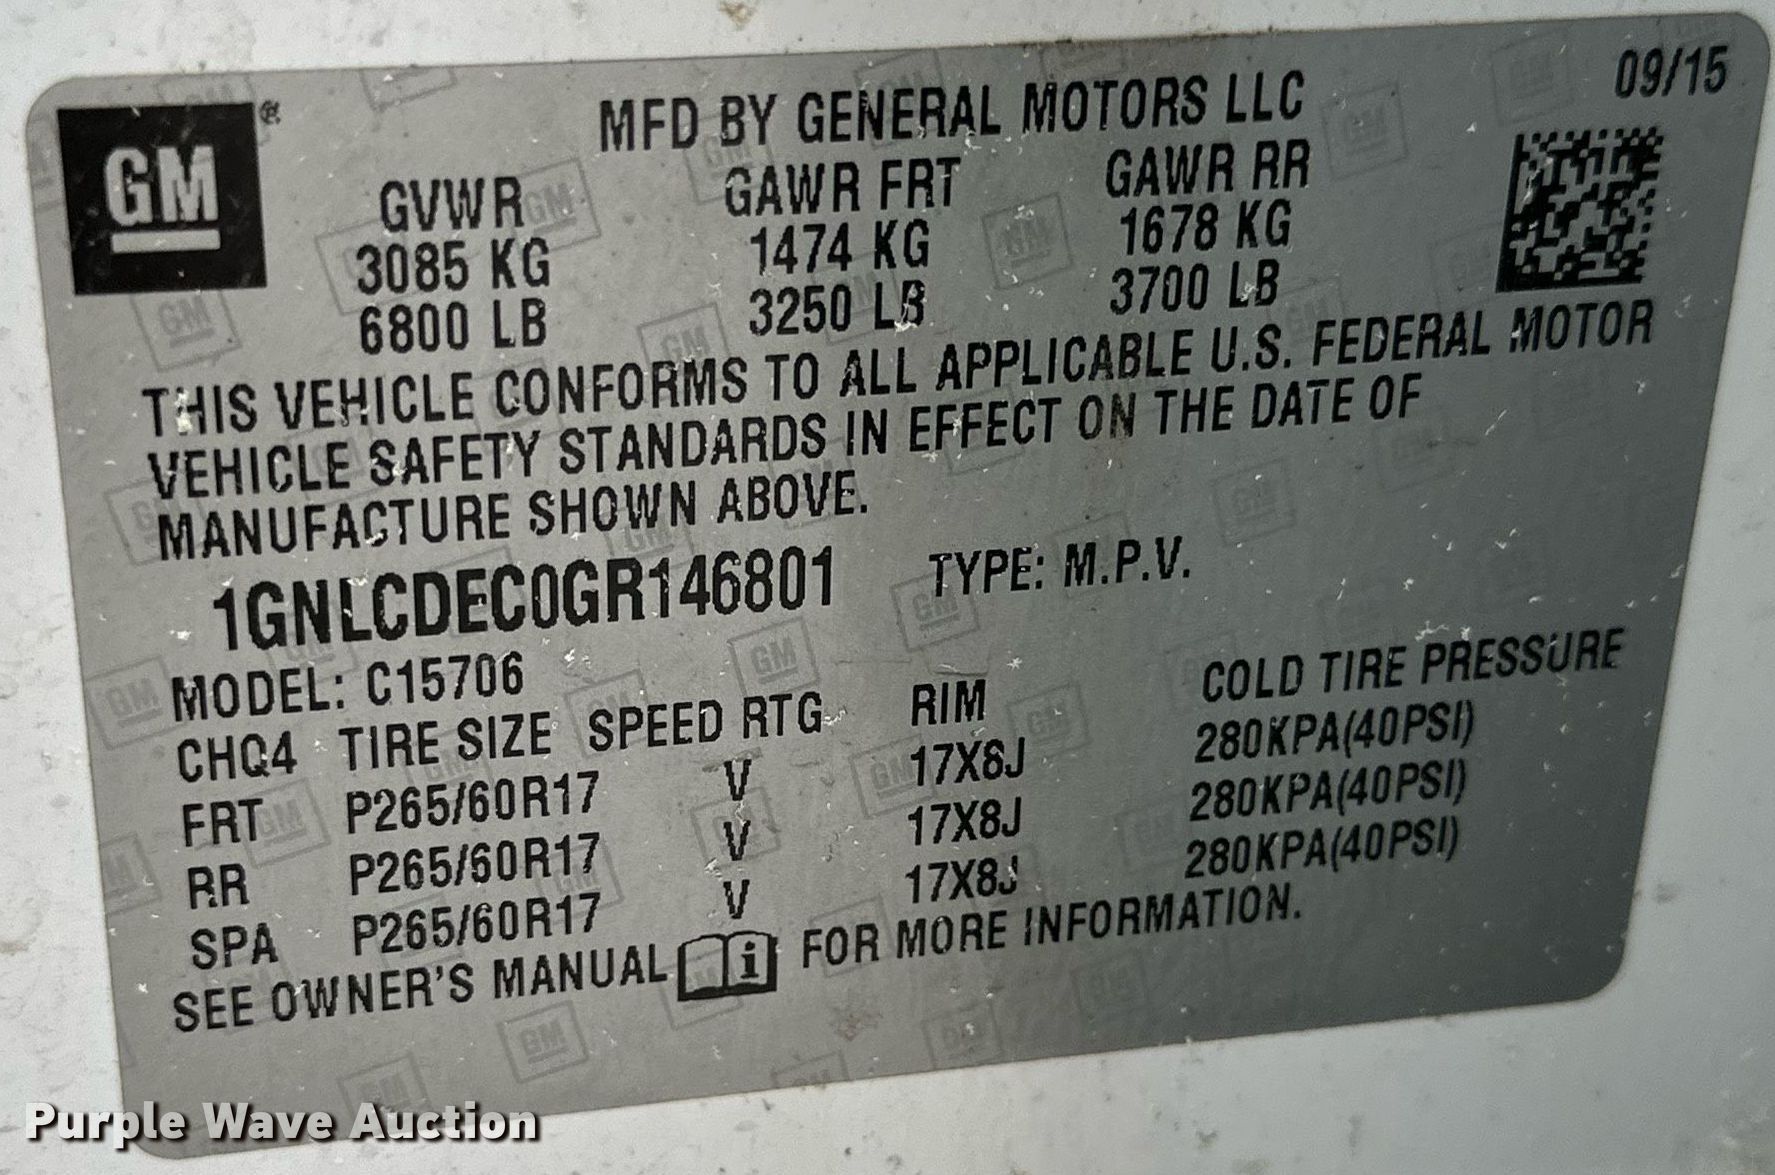 09/15
GM®
MFD BY GENERAL MOTORS LLC
GVWR GAWR FRT GAWR RR
3085 KG 1474 KG 1678 KG
6800 LB 3250 LB 3700 LB
THIS VEHICLE CONFORMS TO ALL APPLICABLE U.S. FEDERAL MOTOR
VEHICLE SAFETY STANDARDS IN EFFECT ON THE DATE OF
MANUFACTURE SHOWN ABOVE.
1GNLCDEC0GR146801 TYPE: M.P.V.
MODEL: C15706
CHQ4 TIRE SIZE SPEED RTG RIM COLD TIRE PRESSURE
FRT P265/60R17 V 17X8J 280KPA(40PSI)
RR P265/60R17 V 17X8J 280KPA(40PSI)
SPA P265/60R17 V 17X8J 280KPA(40PSI)
SEE OWNER'S MANUAL i FOR MORE INFORMATION.
Purple Wave Auction